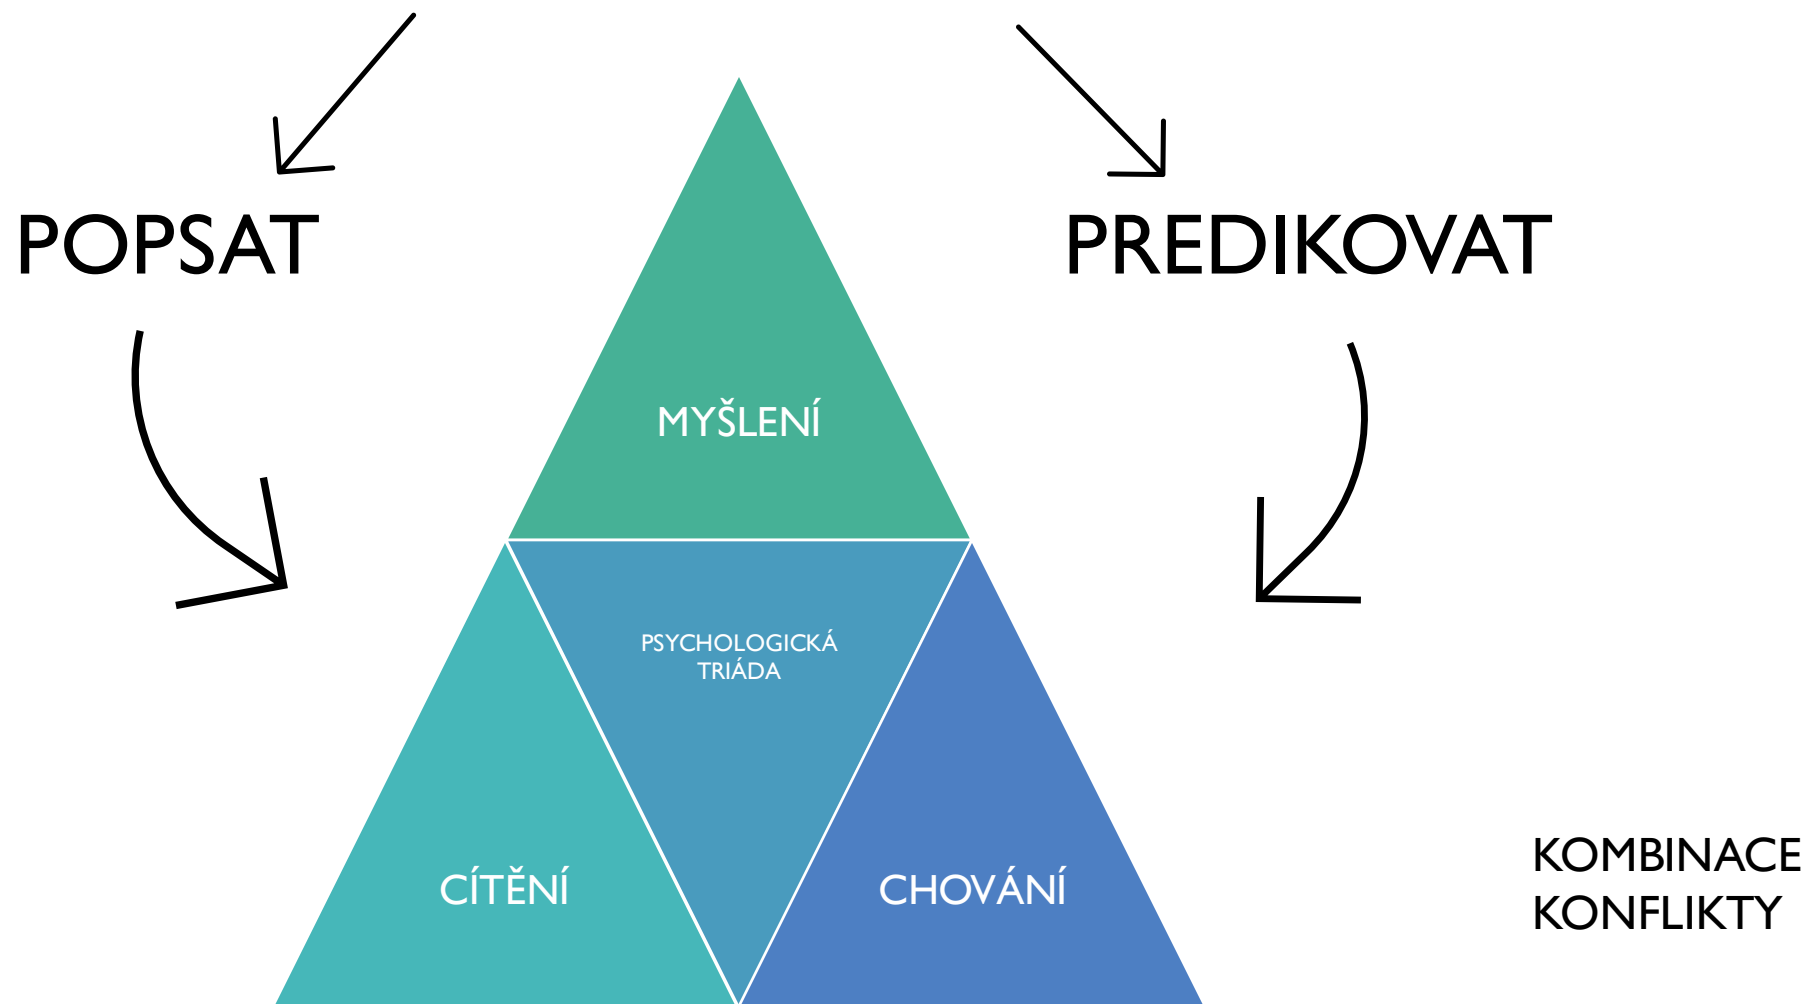 POPSAT
PREDIKOVAT
MYŠLENÍ
PSYCHOLOGICKÁ
TRIÁDA
CÍTĚNÍ
CHOVÁNÍ
KOMBINACE
KONFLIKTY